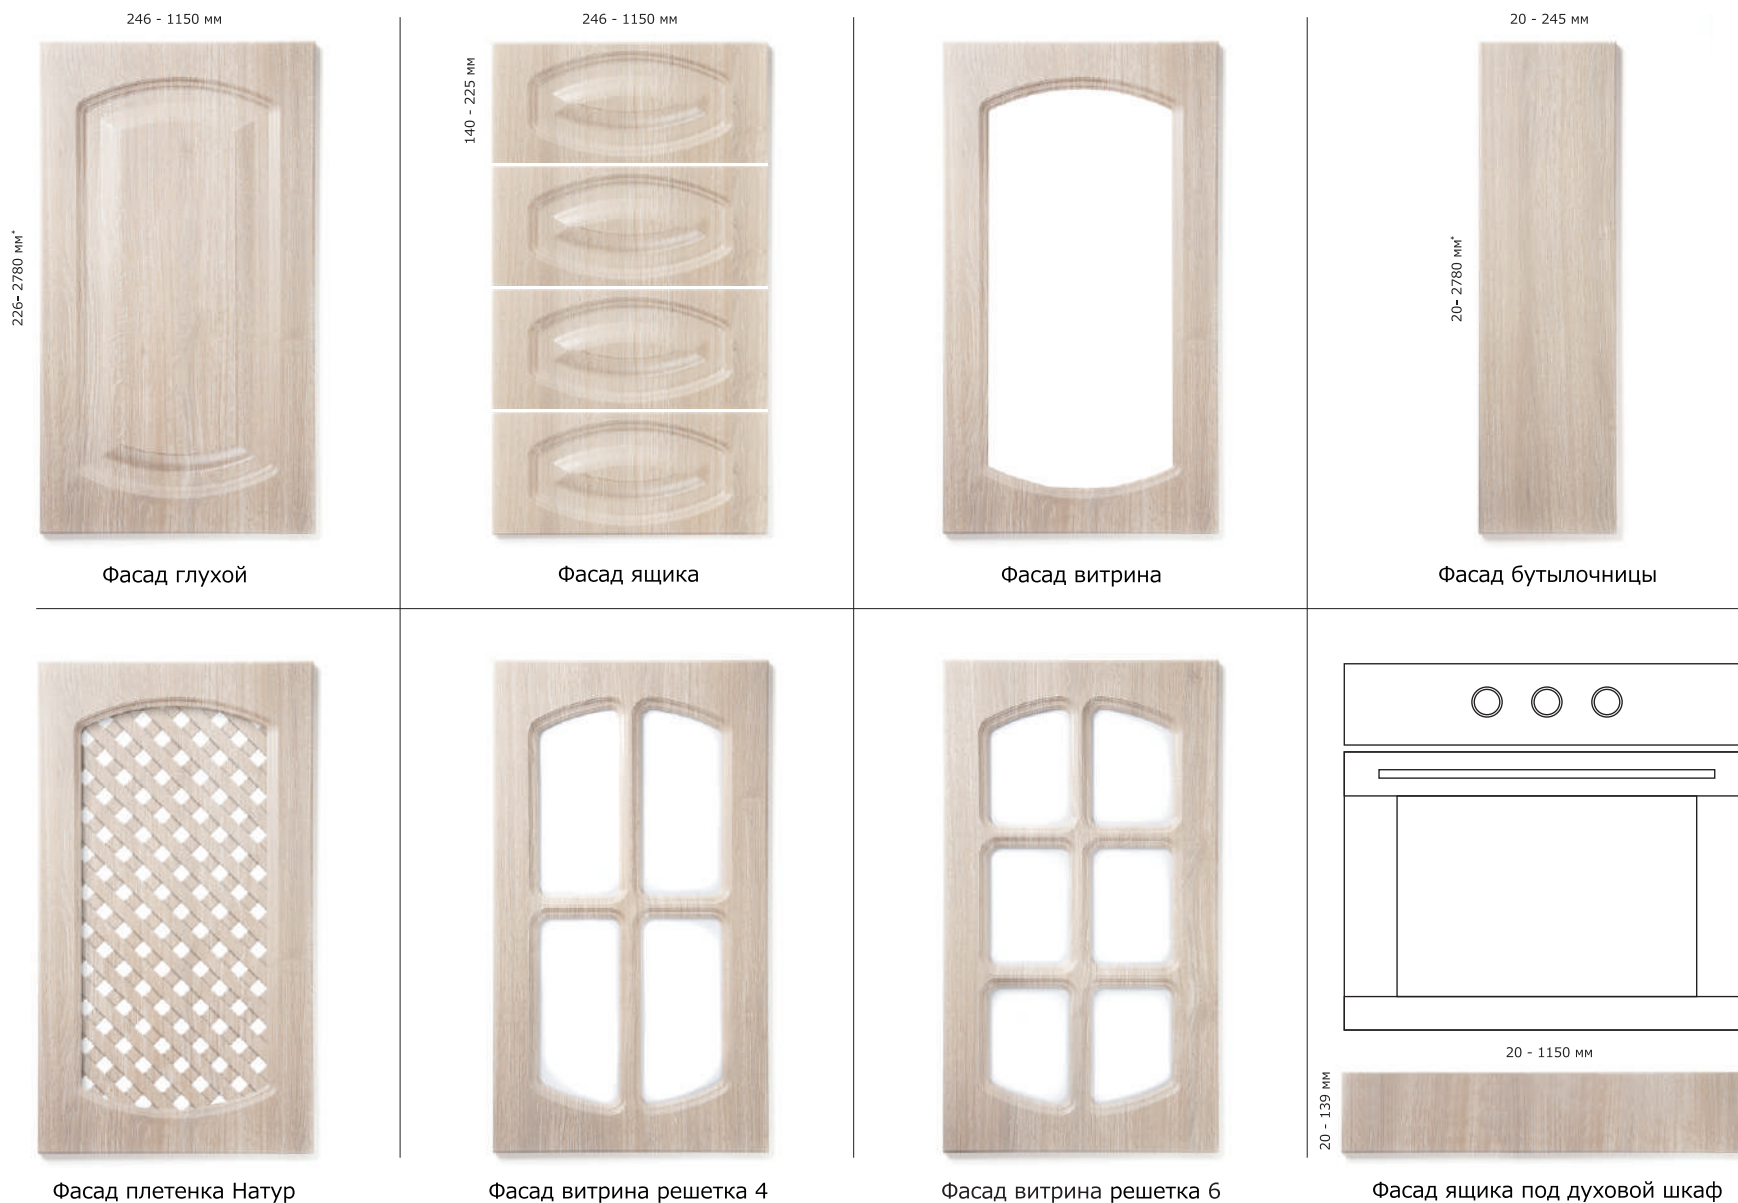 246 - 1150 мм
246 - 1150 мм
20 - 245 мм
226- 2780 мм*
140 - 225 мм
20- 2780 мм*
Фасад глухой
Фасад ящика
Фасад витрина
Фасад бутылочницы
20 - 1150 мм
20 - 139 мм
Фасад плетенка Натур
Фасад витрина решетка 4
Фасад витрина решетка 6
Фасад ящика под духовой шкаф